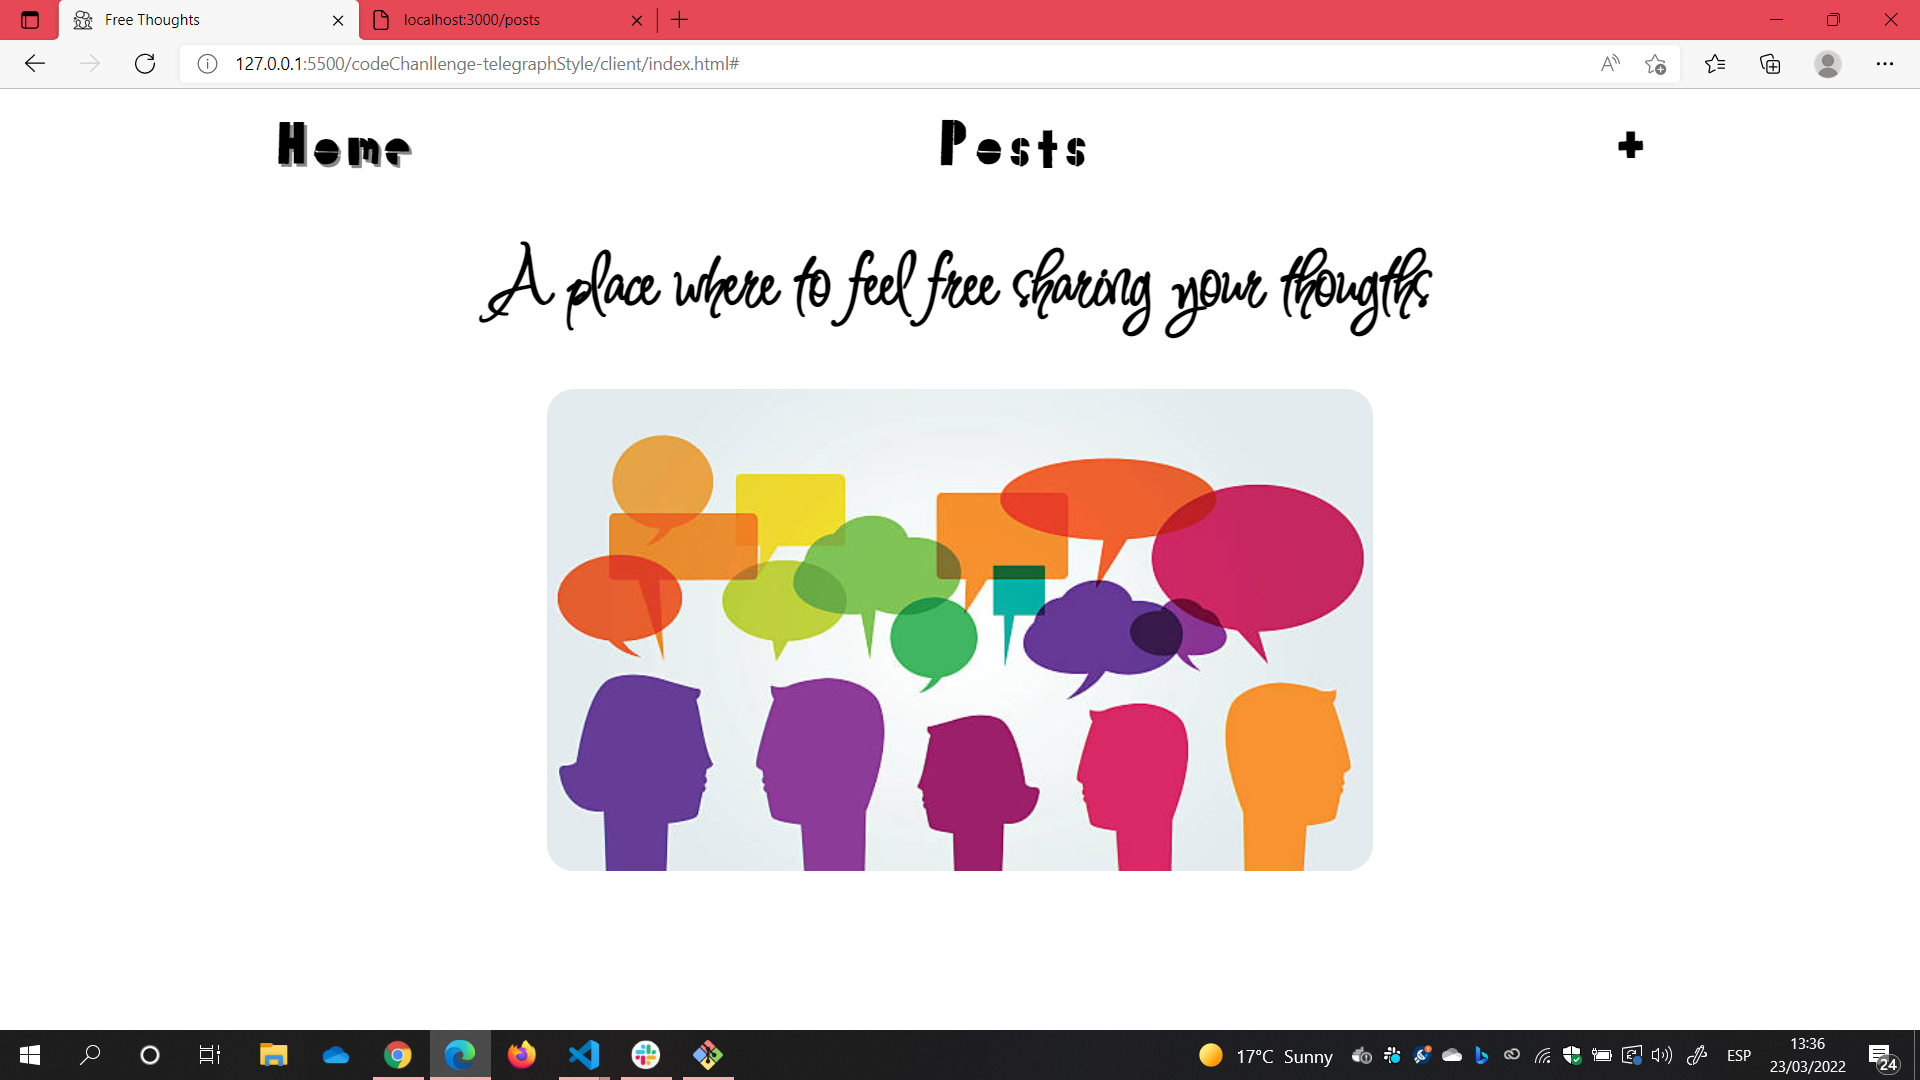 Free Thoughts
localhost:3000/posts
127.0.0.1:5500/codeChanllenge-telegraphStyle/client/index.html#
Home Posts +
A place where to feel free sharing your thougths
17°C Sunny
ESP
13:36
23/03/2022
24